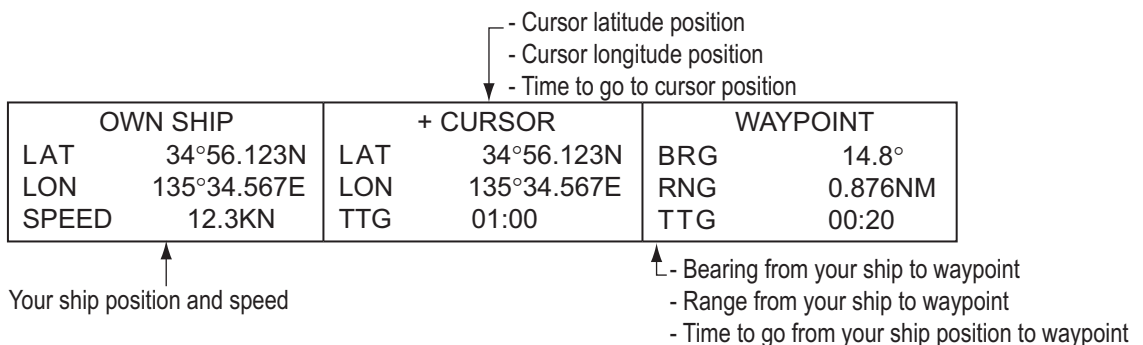 - Cursor latitude position
- Cursor longitude position
- Time to go to cursor position
OWN SHIP + CURSOR WAYPOINT
LAT 34°56.123N LAT 34°56.123N BRG 14.8°
LON 135°34.567E LON 135°34.567E RNG 0.876NM
SPEED 12.3KN TTG 01:00 TTG 00:20
Your ship position and speed
- Bearing from your ship to waypoint
- Range from your ship to waypoint
- Time to go from your ship position to waypoint